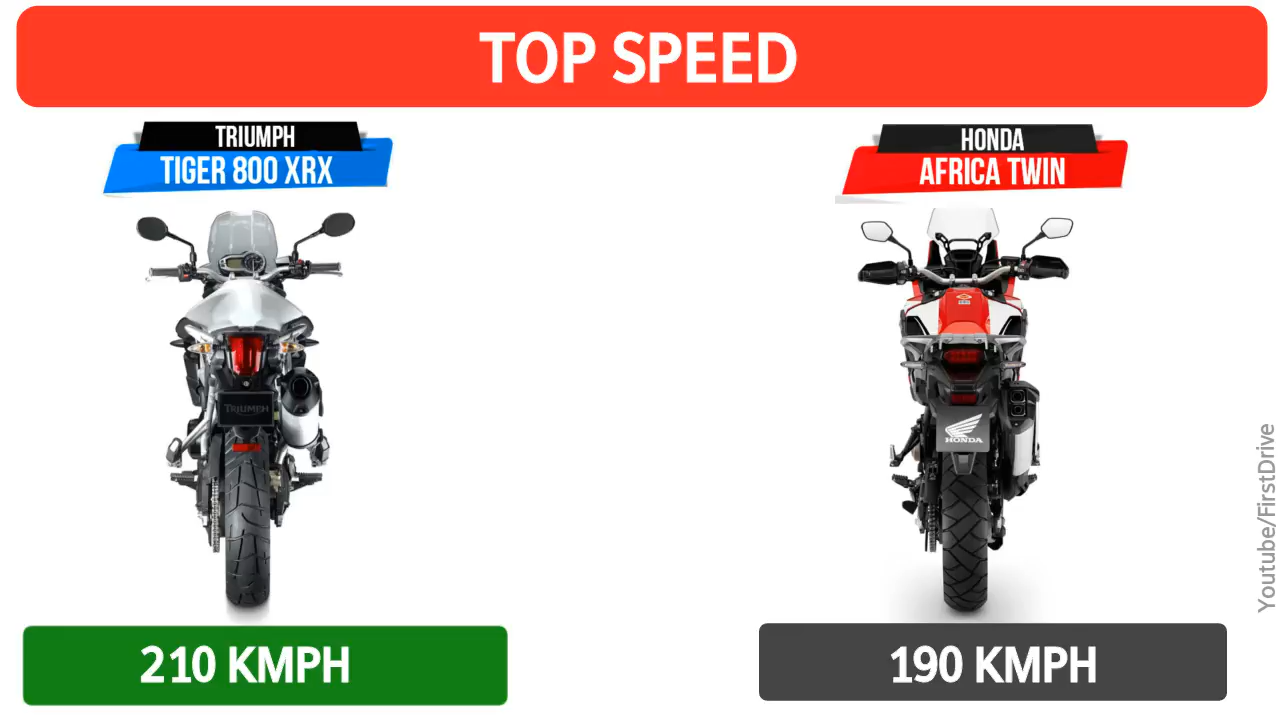 TOP SPEED
TRIUMPH
TIGER 800 XRX
HONDA
AFRICA TWIN
TRIUMPH
HONDA
Youtube/FirstDrive
210 KMPH
190 KMPH